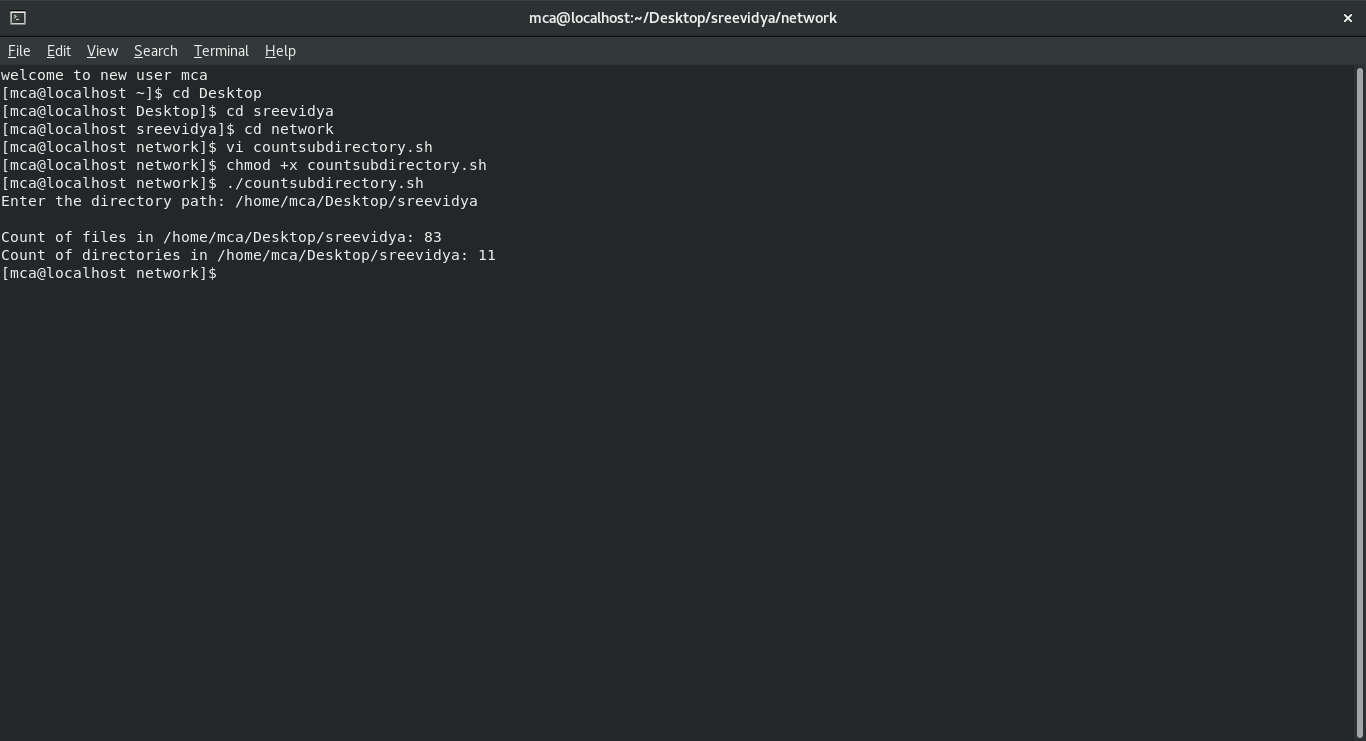 mca@localhost:~/Desktop/sreevidya/network
File Edit View Search Terminal Help
welcome to new user mca
[mca@localhost ~]$ cd Desktop
[mca@localhost Desktop]$ cd sreevidya
[mca@localhost sreevidya]$ cd network
[mca@localhost network]$ vi countsubdirectory.sh
[mca@localhost network]$ chmod +x countsubdirectory.sh
[mca@localhost network]$ ./countsubdirectory.sh
Enter the directory path: /home/mca/Desktop/sreevidya
Count of files in /home/mca/Desktop/sreevidya: 83
Count of directories in /home/mca/Desktop/sreevidya: 11
[mca@localhost network]$